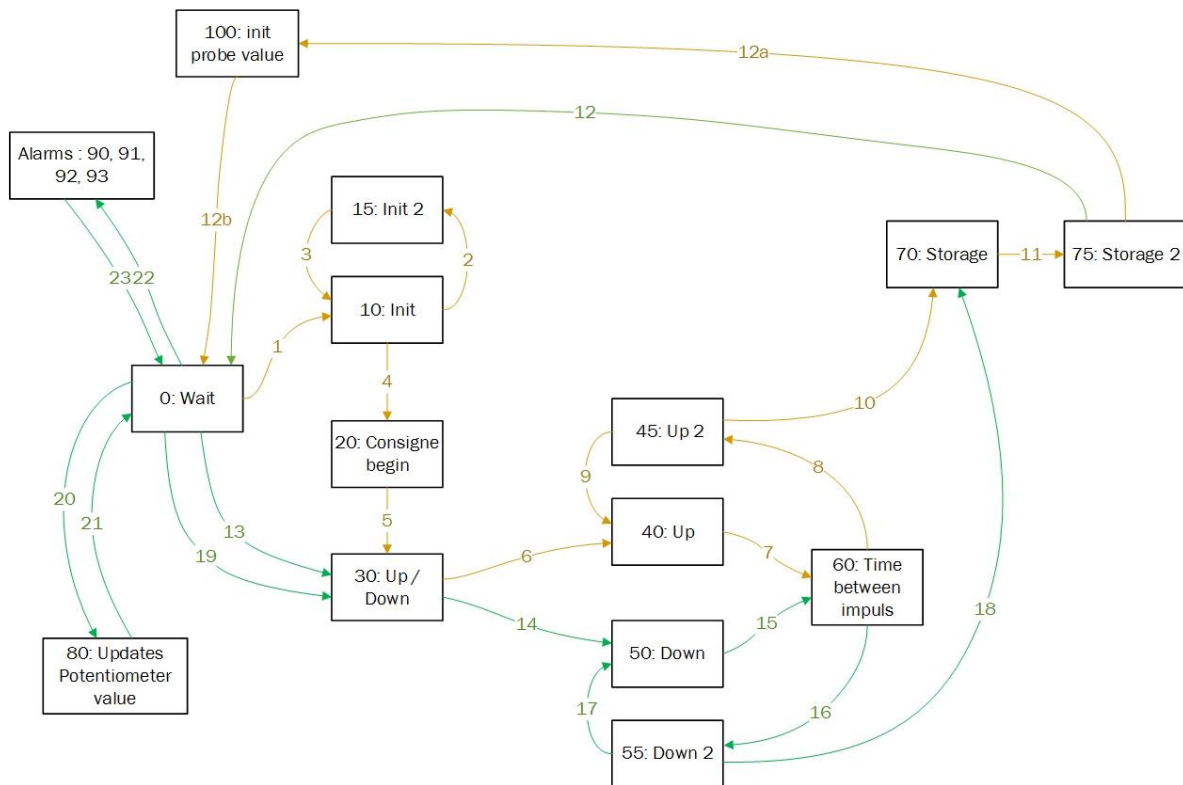 100: init
probe value
12a
12
Alarms : 90, 91,
92, 93
15: Init 2
12b
3
2
70: Storage
11
75: Storage 2
23
22
10: Init
1
4
0: Wait
10
45: Up 2
20: Consigne
begin
8
9
20
21
13
19
5
40: Up
7
6
30: Up /
Down
60: Time
between
impuls
18
14
15
50: Down
80: Updates
Potentiometer
value
17
16
55: Down 2